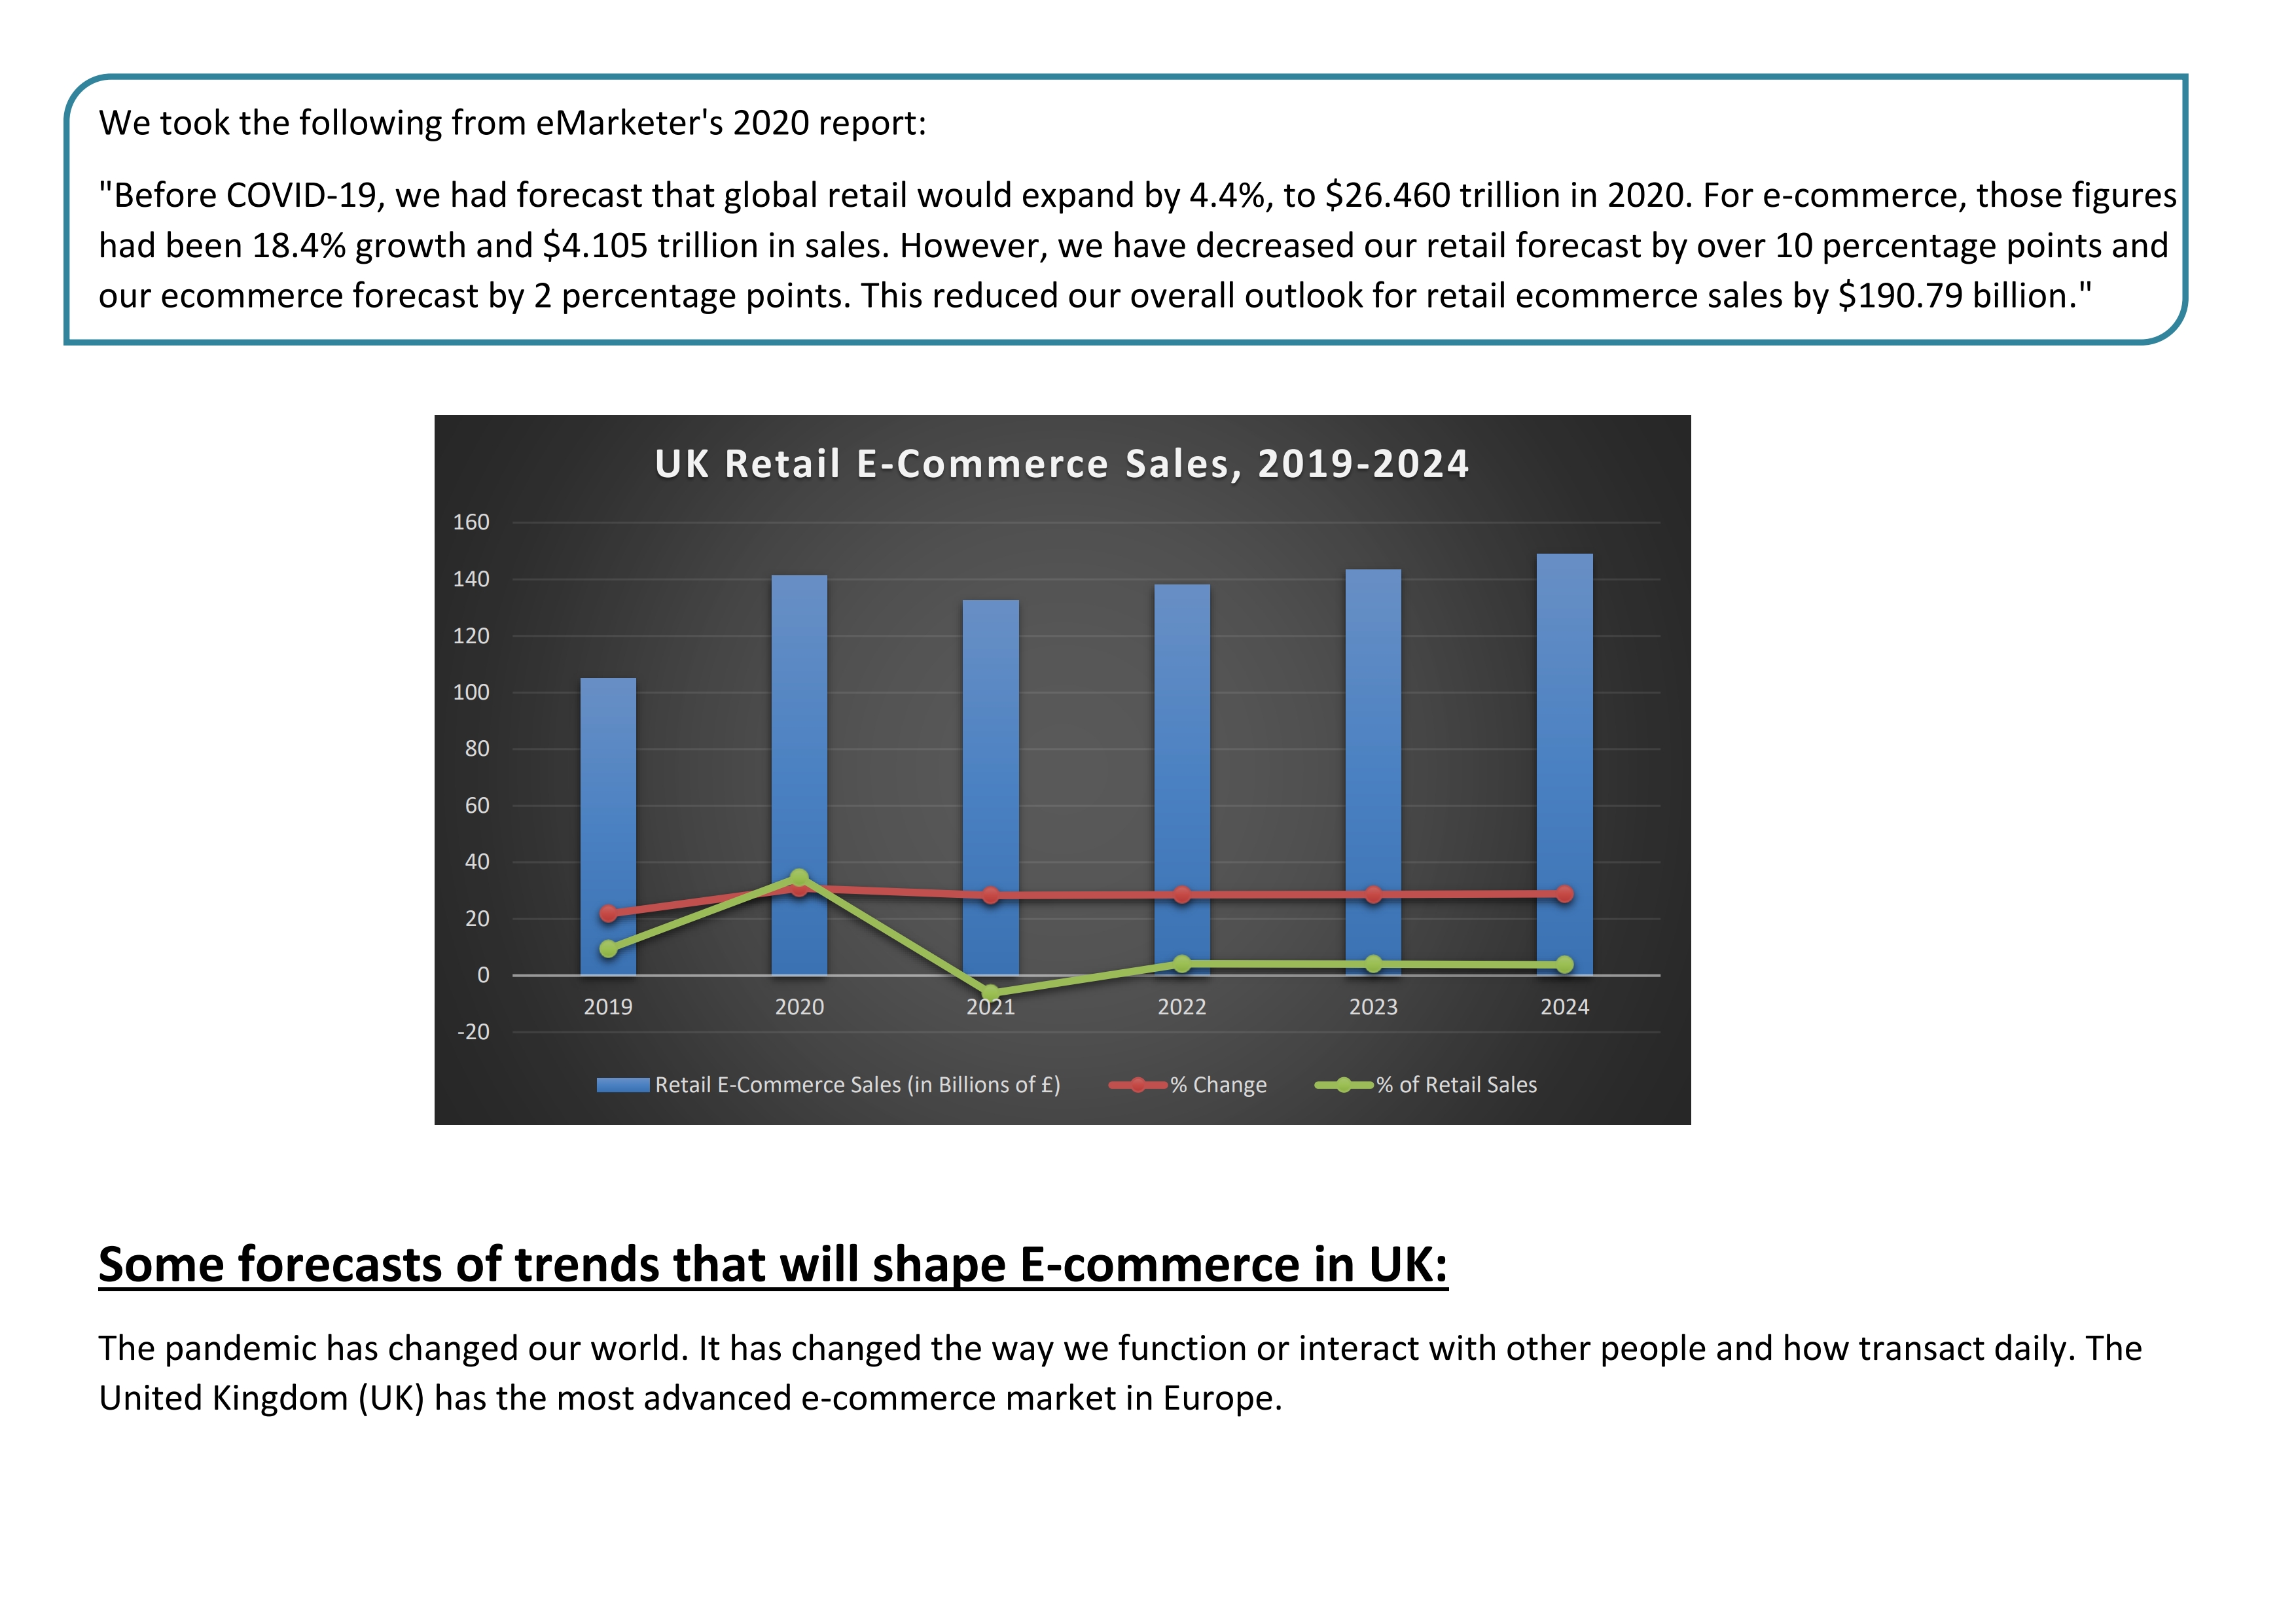 We took the following from eMarketer's 2020 report:
"Before COVID-19, we had forecast that global retail would expand by 4.4%, to $26.460 trillion in 2020. For e-commerce, those figures
had been 18.4% growth and $4.105 trillion in sales. However, we have decreased our retail forecast by over 10 percentage points and
our ecommerce forecast by 2 percentage points. This reduced our overall outlook for retail ecommerce sales by $190.79 billion."
UK Retail E-Commerce Sales, 2019-2024
160
140
120
100
80
60
40
20
0
-20
2019 2020 2021 2022 2023 2024
Retail E-Commerce Sales (in Billions of £) % Change % of Retail Sales
Some forecasts of trends that will shape E-commerce in UK:
The pandemic has changed our world. It has changed the way we function or interact with other people and how transact daily. The
United Kingdom (UK) has the most advanced e-commerce market in Europe.